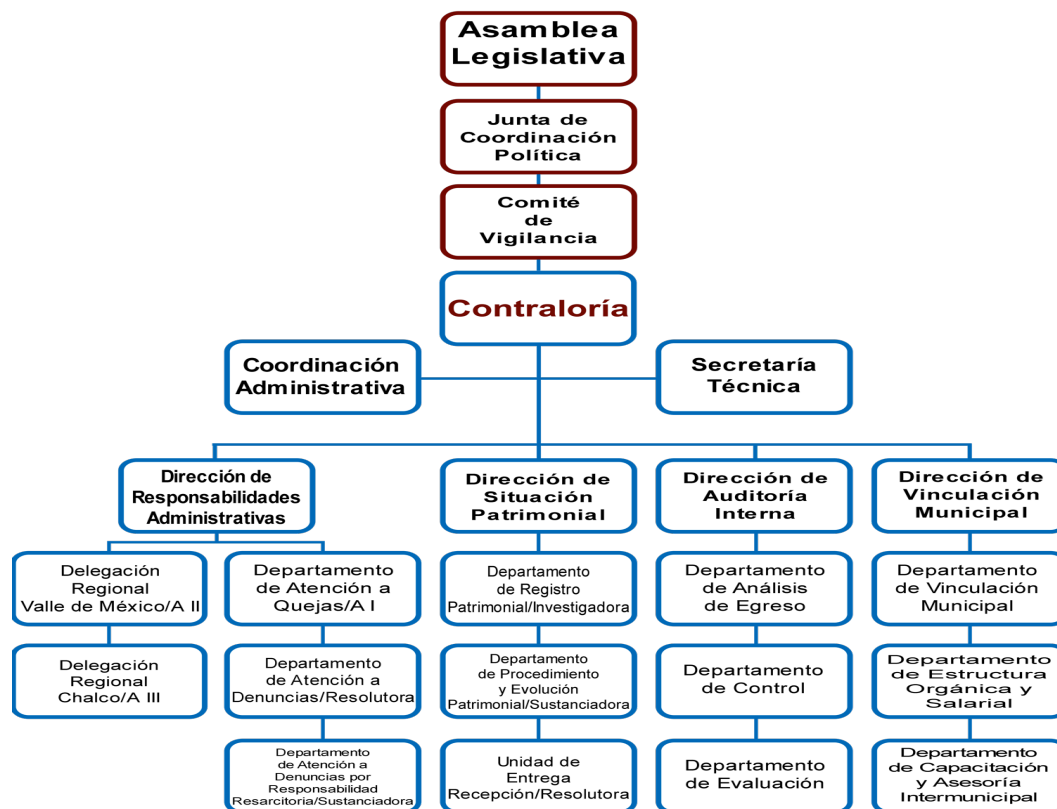 Asamblea
Legislativa
Junta de
Coordinación
Política
Comité
de
Vigilancia
Contraloría
Coordinación
Administrativa
Secretaría
Técnica
Dirección de
Responsabilidades
Administrativas
Dirección de
Situación
Patrimonial
Dirección de
Auditoría
Interna
Dirección de
Vinculación
Municipal
Delegación
Regional
Valle de México/A II
Departamento
de Atención a
Quejas/A I
Departamento
de Registro
Patrimonial/Investigadora
Departamento
de Análisis
de Egreso
Departamento
de Vinculación
Municipal
Delegación
Regional
Chalco/A III
Departamento
de Atención a
Denuncias/Resolutora
Departamento
de Procedimiento
y Evolución
Patrimonial/Sustanciadora
Departamento
de Control
Departamento
de Estructura
Orgánica y
Salarial
Departamento
de Atención a
Denuncias por
Responsabilidad
Resarcitoria/Sustanciadora
Unidad de
Entrega
Recepción/Resolutora
Departamento
de Evaluación
Departamento
de Capacitación
y Asesoría
Intermunicipal